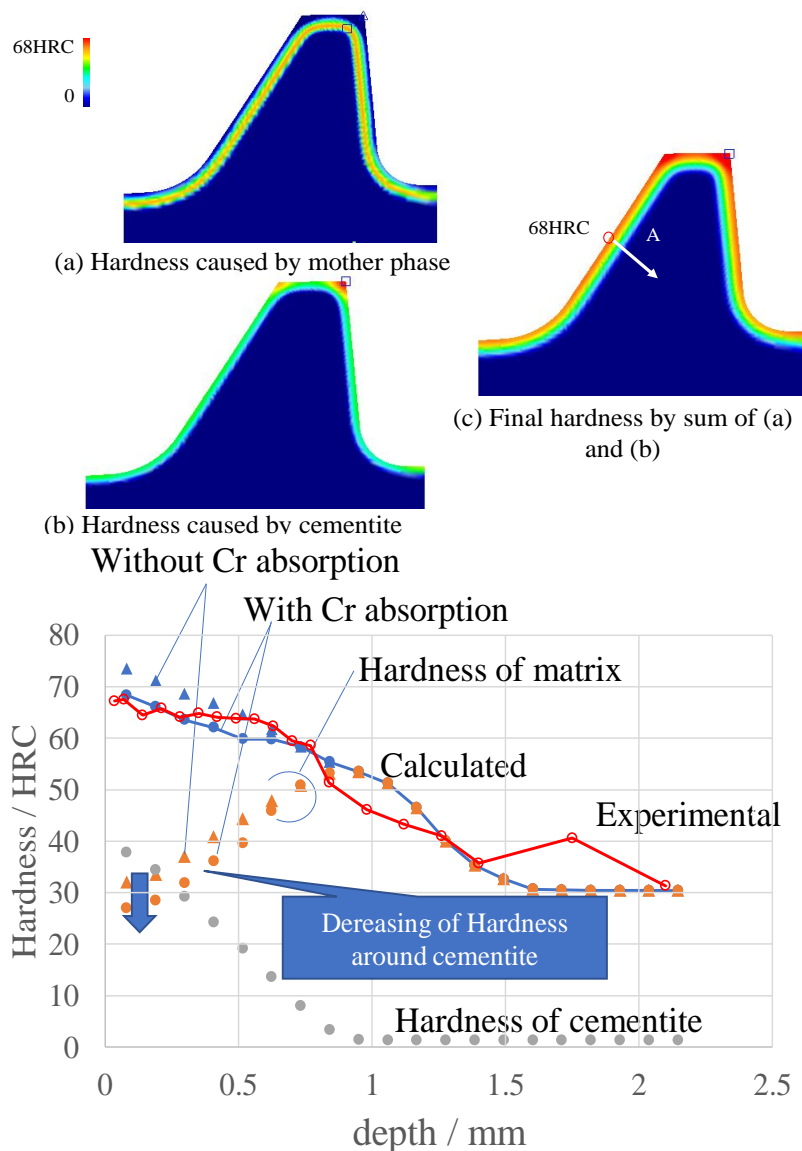 68HRC
0
(a) Hardness caused by mother phase
68HRC
A
(c) Final hardness by sum of (a)
and (b)
(b) Hardness caused by cementite
Without Cr absorption
With Cr absorption
Hardness of matrix
Calculated
Experimental
Dereasing of Hardness
around cementite
Hardness of cementite
Hardness / HRC
80
70
60
50
40
30
20
10
0
0
0.5
1
1.5
2
2.5
depth / mm